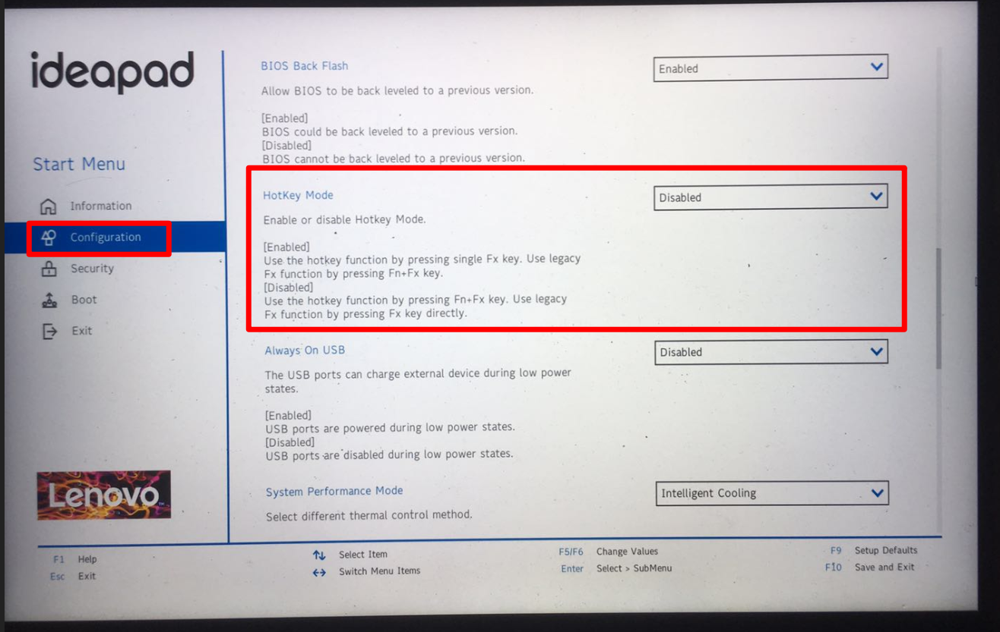 ideapad
Start Menu
Information
Configuration
Security
Boot
Exit
Lenovo
BIOS Back Flash
Enabled
Allow BIOS to be back leveled to a previous version.
[Enabled]
BIOS could be back leveled to a previous version.
[Disabled]
BIOS cannot be back leveled to a previous version.
HotKey Mode
Disabled
Enable or disable Hotkey Mode.
[Enabled]
Use the hotkey function by pressing single Fx key. Use legacy
Fx function by pressing Fn+Fx key.
[Disabled]
Use the hotkey function by pressing Fn+Fx key. Use legacy
Fx function by pressing Fx key directly.
Always On USB
Disabled
The USB ports can charge external device during low power
states.
[Enabled]
USB ports are powered during low power states.
[Disabled]
USB ports are disabled during low power states.
System Performance Mode
Intelligent Cooling
Select different thermal control method.
F1 Help
Esc Exit
↑↓ Select Item
↔ Switch Menu Items
F5/F6 Change Values
Enter Select > SubMenu
F9 Setup Defaults
F10 Save and Exit